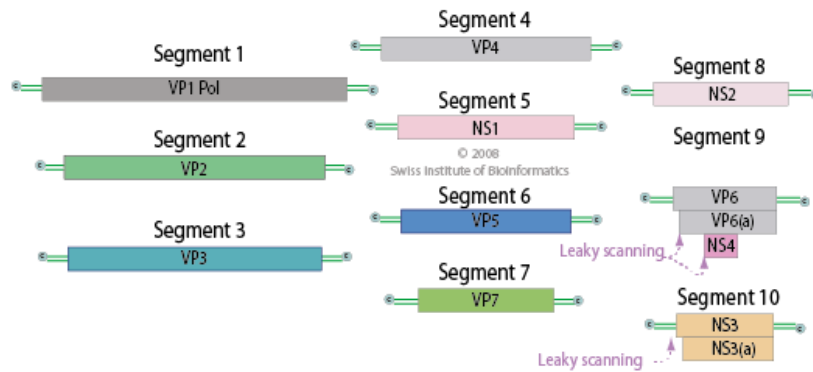 Segment 1
VP1 Pol
Segment 2
VP2
Segment 3
VP3
Segment 4
VP4
Segment 5
NS1
© 2008
Swiss Institute of Bioinformatics
Segment 6
VP5
Segment 7
VP7
Segment 8
NS2
Segment 9
VP6
VP6(a)
NS4
Leaky scanning
Segment 10
NS3
NS3(a)
Leaky scanning